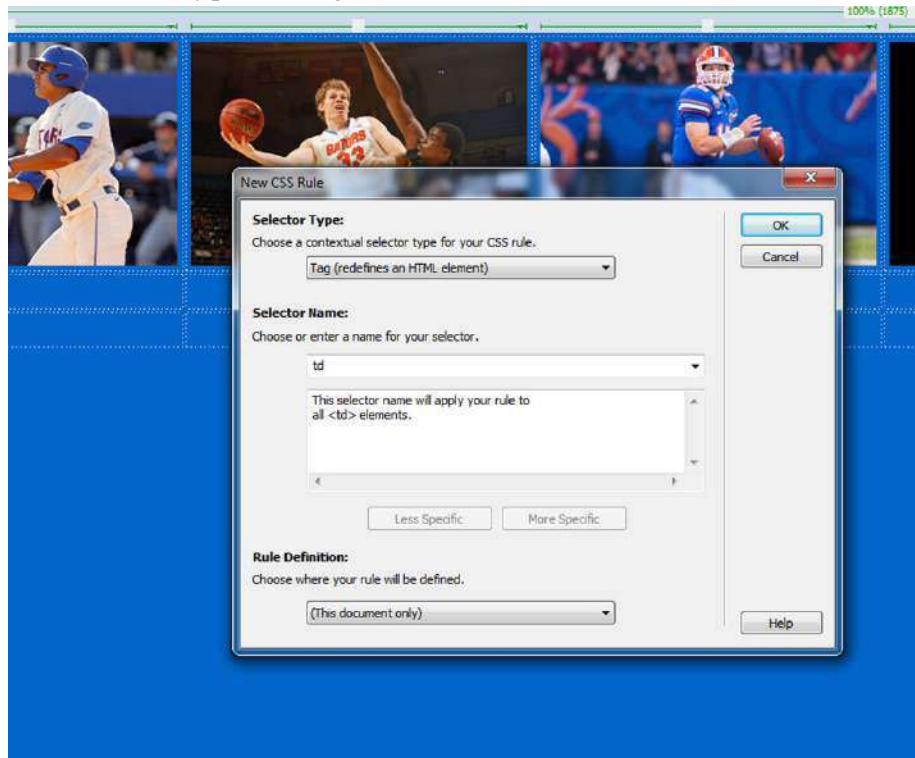 100% (1875)
GATORS
33
New CSS Rule
Selector Type:
Choose a contextual selector type for your CSS rule.
Tag (redefines an HTML element)
OK
Cancel
Selector Name:
Choose or enter a name for your selector.
td
This selector name will apply your rule to
all <td> elements.
Less Specific
More Specific
Rule Definition:
Choose where your rule will be defined.
(This document only)
Help